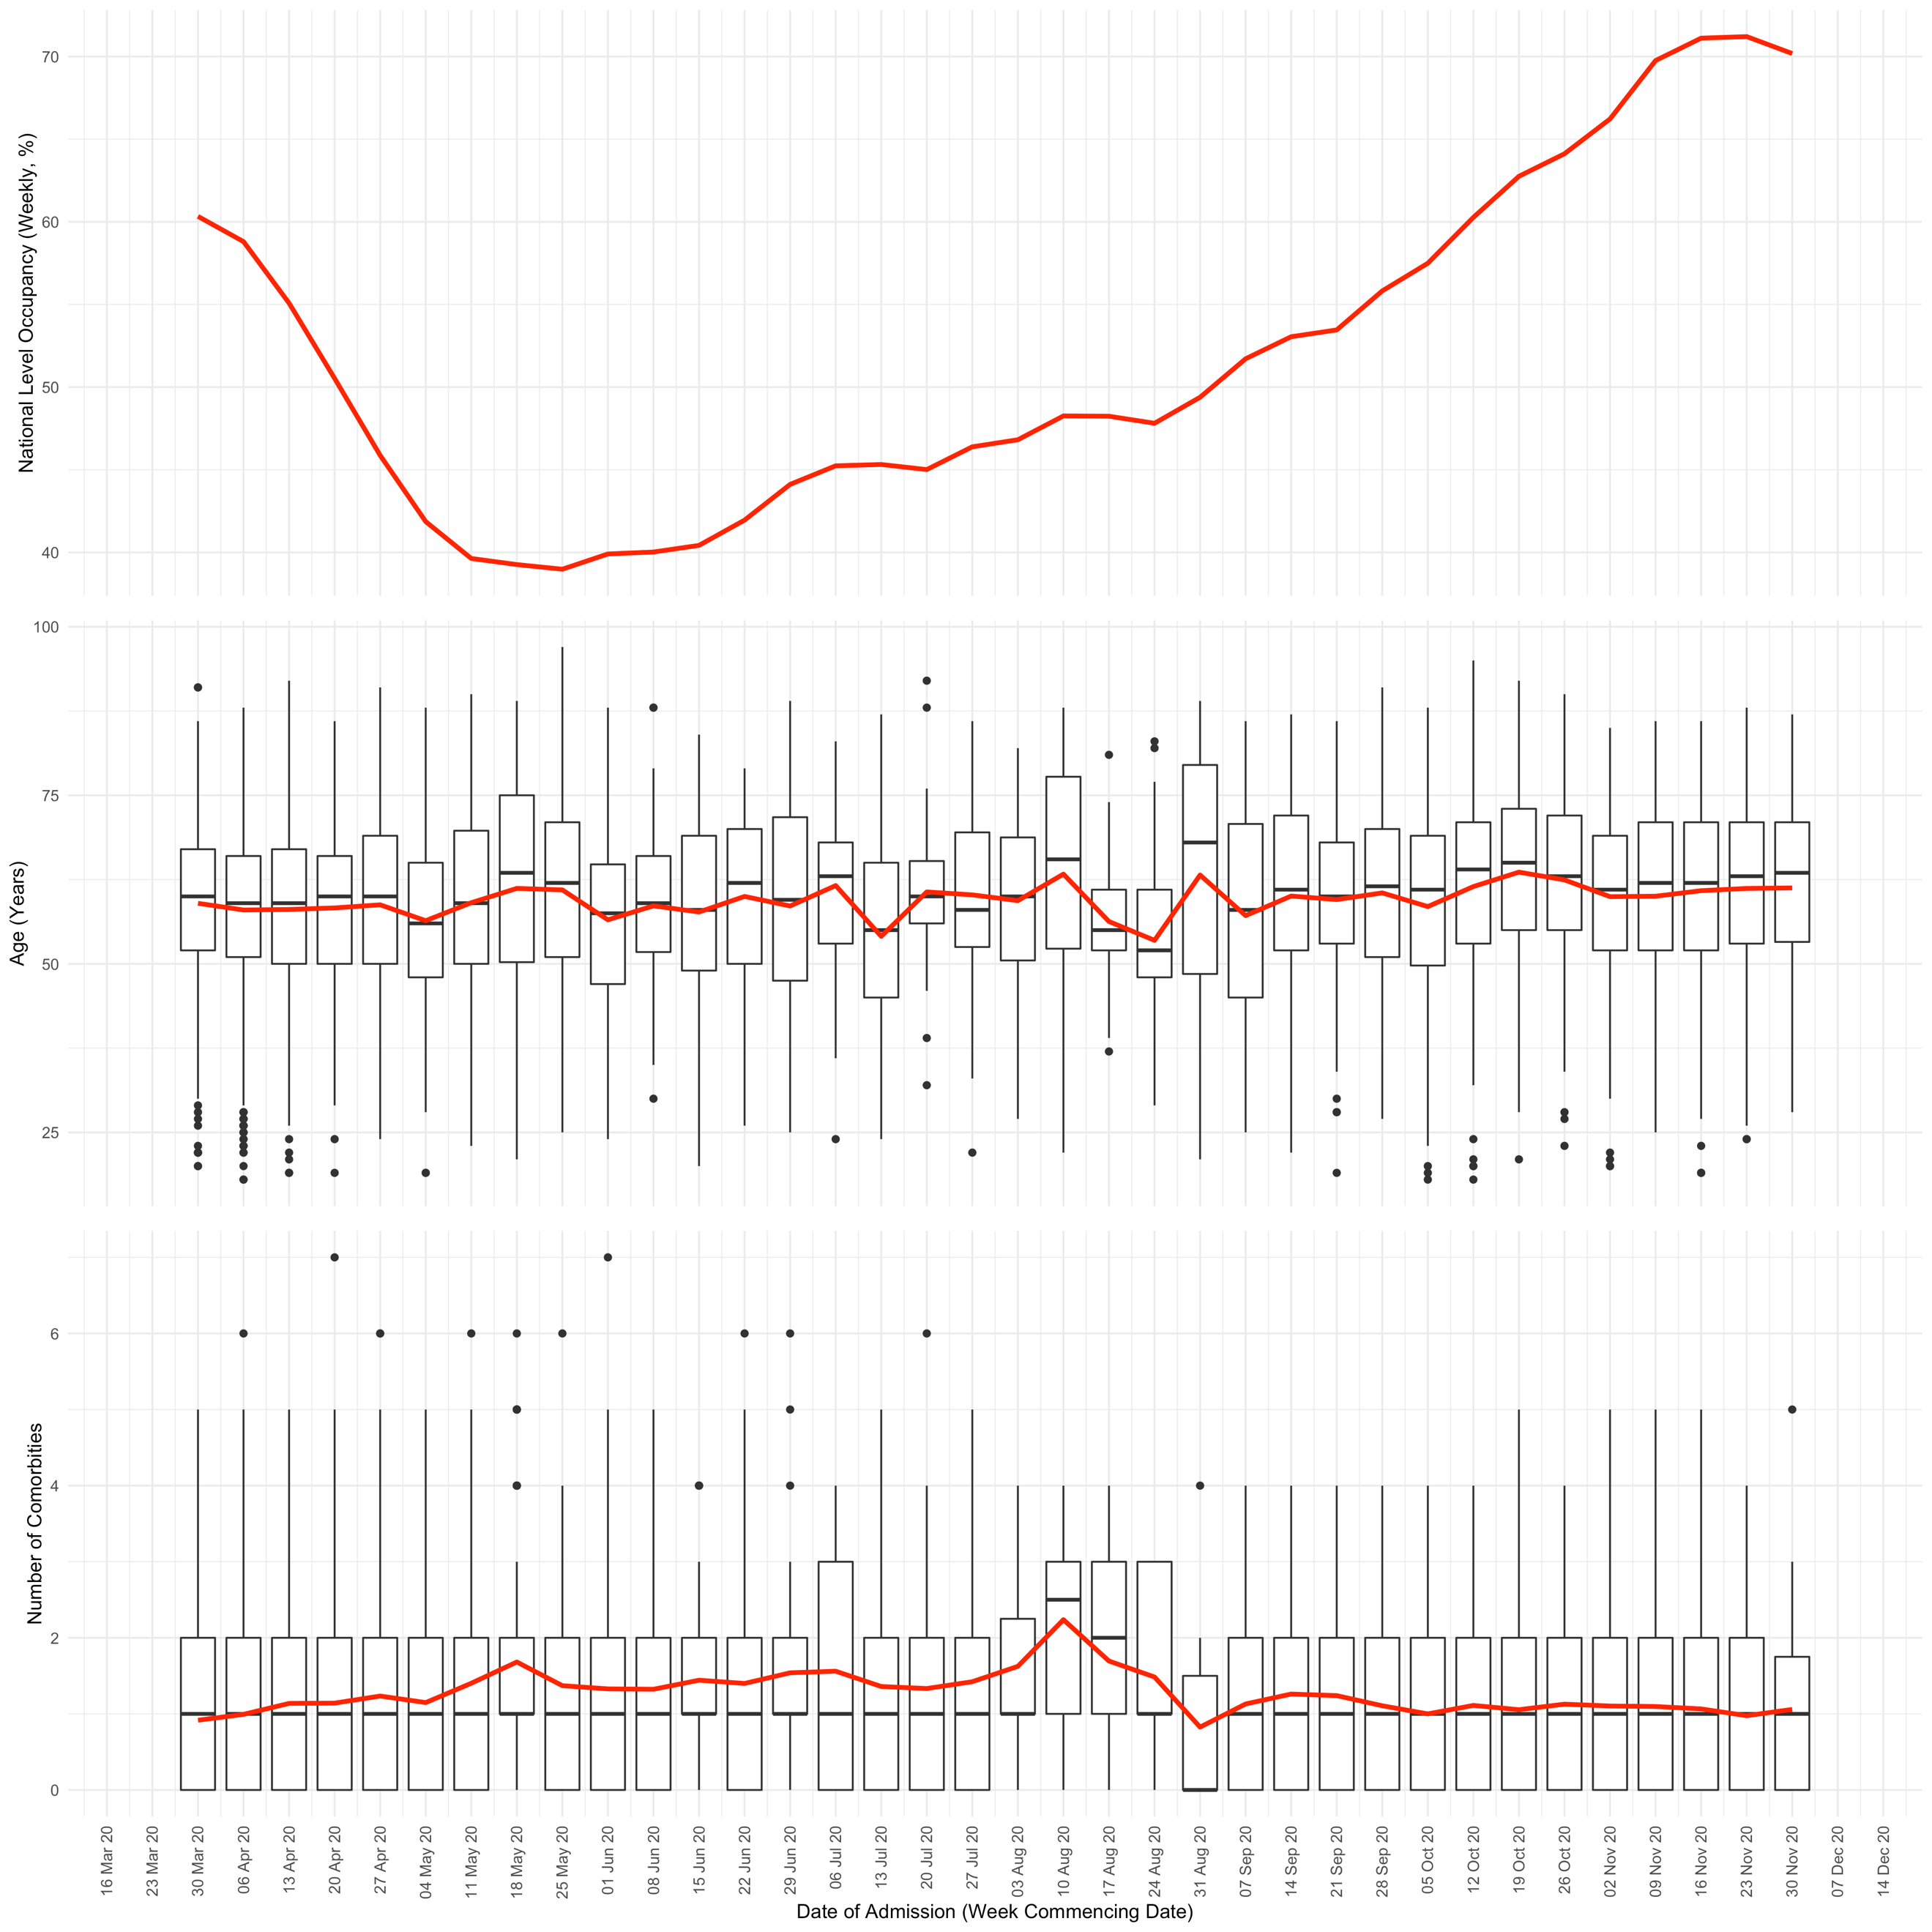 National Level Occupancy (Weekly, %)
70
60
50
40
Age (Years)
100
75
50
25
Number of Comorbities
6
4
2
0
16 Mar 20
23 Mar 20
30 Mar 20
06 Apr 20
13 Apr 20
20 Apr 20
27 Apr 20
04 May 20
11 May 20
18 May 20
25 May 20
01 Jun 20
08 Jun 20
15 Jun 20
22 Jun 20
29 Jun 20
06 Jul 20
13 Jul 20
20 Jul 20
27 Jul 20
03 Aug 20
10 Aug 20
17 Aug 20
24 Aug 20
31 Aug 20
07 Sep 20
14 Sep 20
21 Sep 20
28 Sep 20
05 Oct 20
12 Oct 20
19 Oct 20
26 Oct 20
02 Nov 20
09 Nov 20
16 Nov 20
23 Nov 20
30 Nov 20
07 Dec 20
14 Dec 20
Date of Admission (Week Commencing Date)